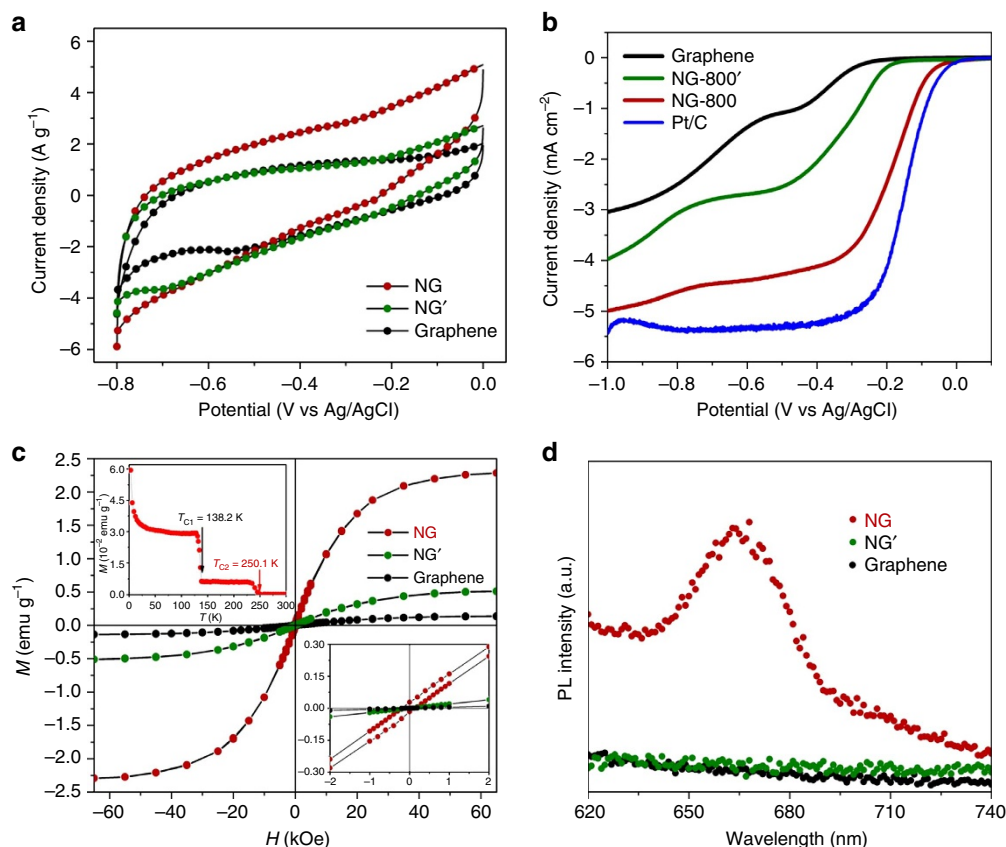 a
6
4
2
0
−2
−4
−6
Current density (A g−1)
−0.8
−0.6
−0.4
−0.2
0.0
Potential (V vs Ag/AgCl)
NG
NG′
Graphene
b
0
−1
−2
−3
−4
−5
−6
Current density (mA cm−2)
−1.0
−0.8
−0.6
−0.4
−0.2
0.0
Potential (V vs Ag/AgCl)
Graphene
NG-800′
NG-800
Pt/C
c
2.5
2.0
1.5
1.0
0.5
0.0
−0.5
−1.0
−1.5
−2.0
−2.5
M (emu g−1)
−60
−40
−20
0
20
40
60
H (kOe)
6.0
4.5
3.0
1.5
0.0
M (10−2 emu g−1)
TC1 = 138.2 K
TC2 = 250.1 K
0
50
100
150
200
250
300
T (K)
NG
NG′
Graphene
0.30
0.15
0.00
−0.15
−0.30
−2
−1
0
1
2
d
PL intensity (a.u.)
NG
NG′
Graphene
620
650
680
710
740
Wavelength (nm)